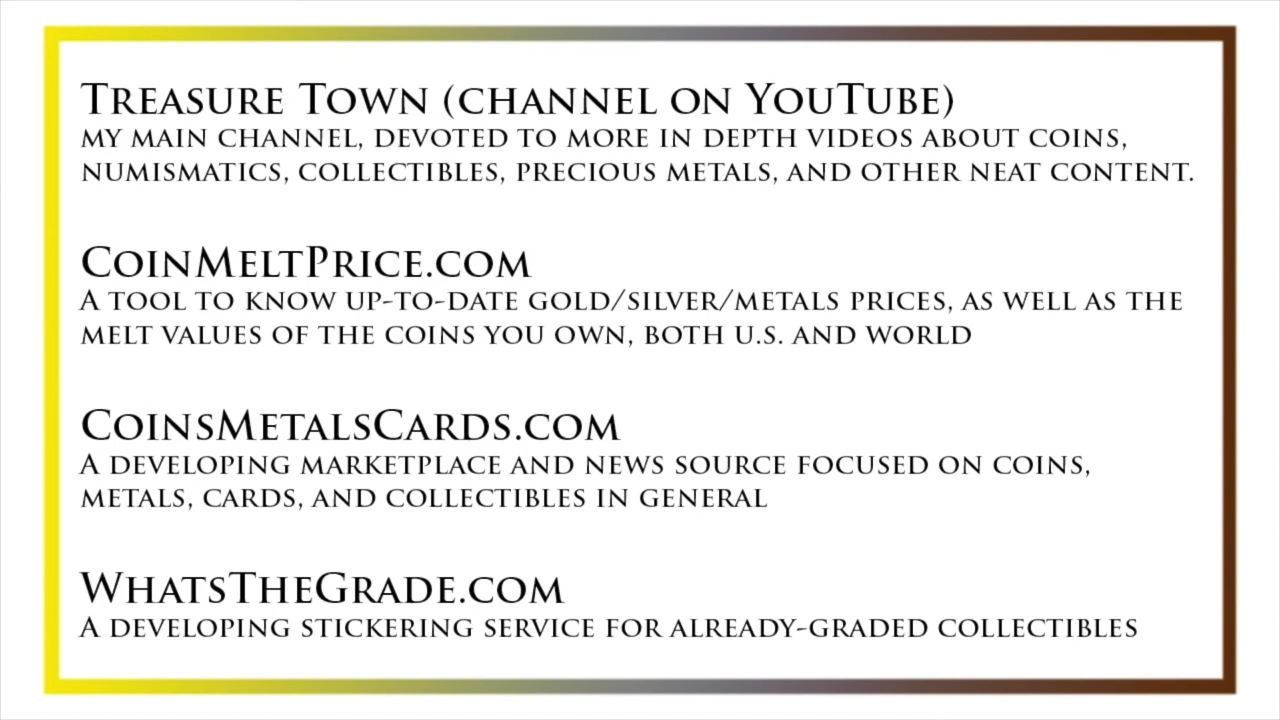 Treasure Town (channel on YouTube)
my main channel, devoted to more in depth videos about coins,
numismatics, collectibles, precious metals, and other neat content.
CoinMeltPrice.com
A tool to know up-to-date gold/silver/metals prices, as well as the
melt values of the coins you own, both u.s. and world
CoinsMetalsCards.com
A developing marketplace and news source focused on coins,
metals, cards, and collectibles in general
WhatsTheGrade.com
A developing stickering service for already-graded collectibles